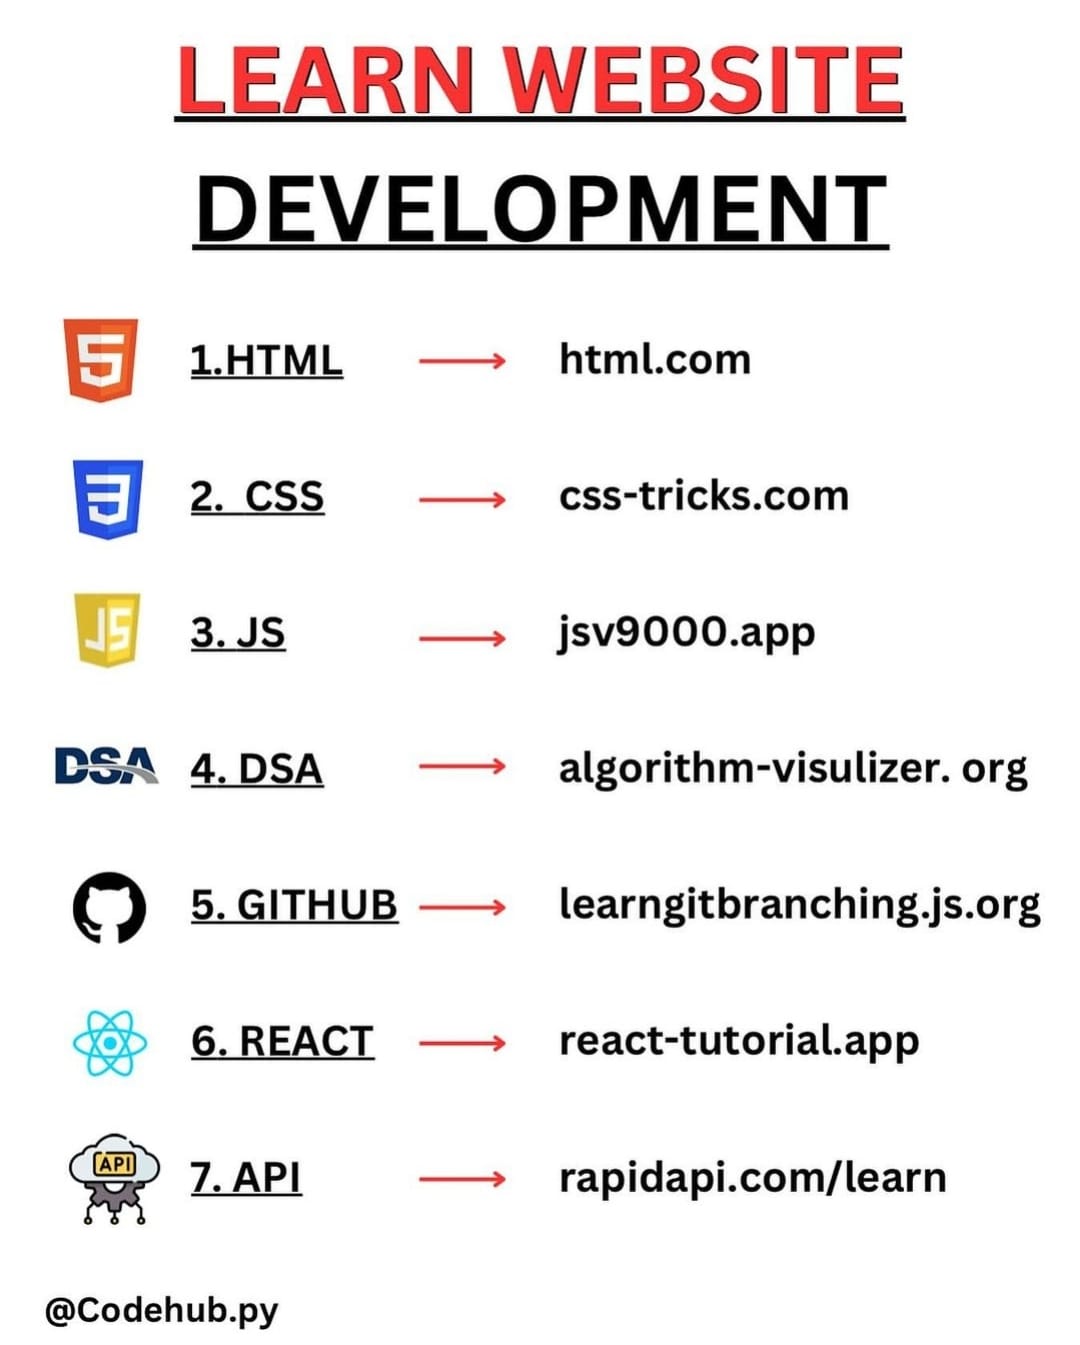 LEARN WEBSITE
DEVELOPMENT
1.HTML html.com
2. CSS css-tricks.com
JS 3. JS jsv9000.app
DSA 4. DSA algorithm-visulizer. org
5. GITHUB learngitbranching.js.org
6. REACT react-tutorial.app
API 7. API rapidapi.com/learn
@Codehub.py